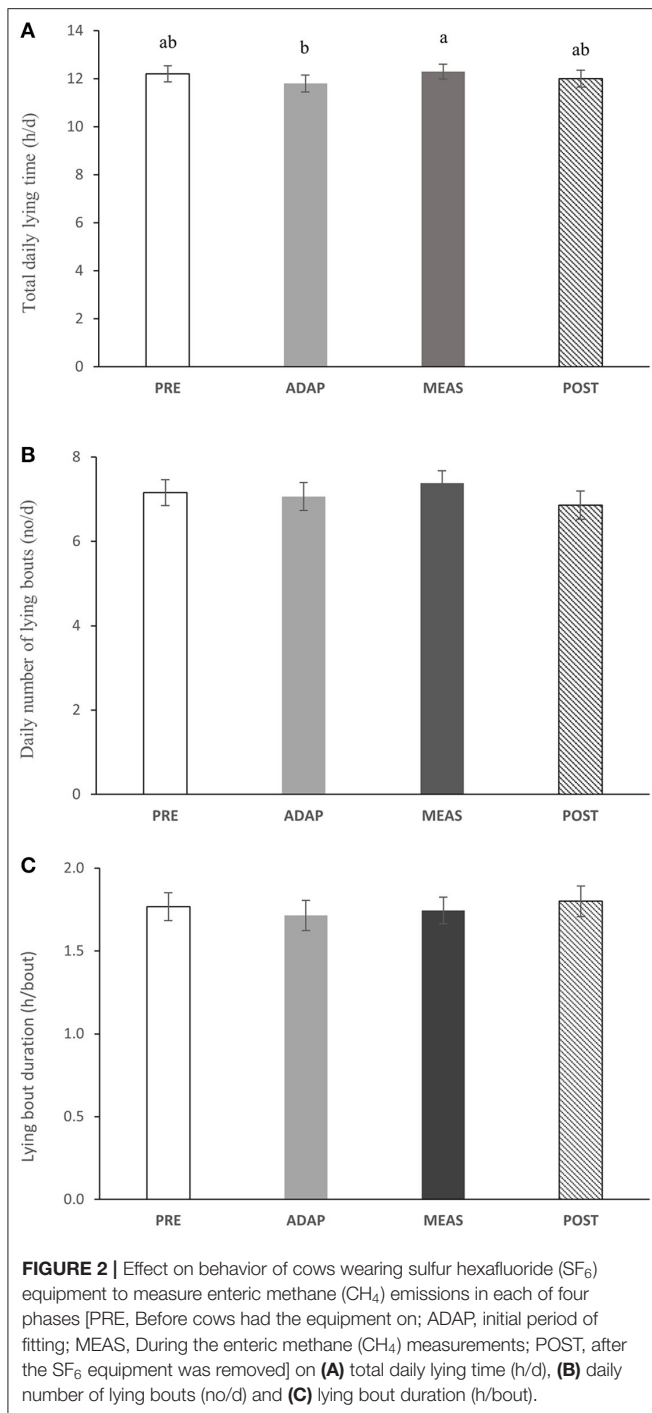 A
ab b a ab
14
12
10
8
6
4
2
0
Total daily lying time (h/d)
PRE ADAP MEAS POST
B
8
6
4
2
0
Daily number of lying bouts (no/d)
PRE ADAP MEAS POST
C
2.0
1.5
1.0
0.5
0.0
Lying bout duration (h/bout)
PRE ADAP MEAS POST
FIGURE 2 | Effect on behavior of cows wearing sulfur hexafluoride (SF₆)
equipment to measure enteric methane (CH₄) emissions in each of four
phases [PRE, Before cows had the equipment on; ADAP, initial period of
fitting; MEAS, During the enteric methane (CH₄) measurements; POST, after
the SF₆ equipment was removed] on (A) total daily lying time (h/d), (B) daily
number of lying bouts (no/d) and (C) lying bout duration (h/bout).